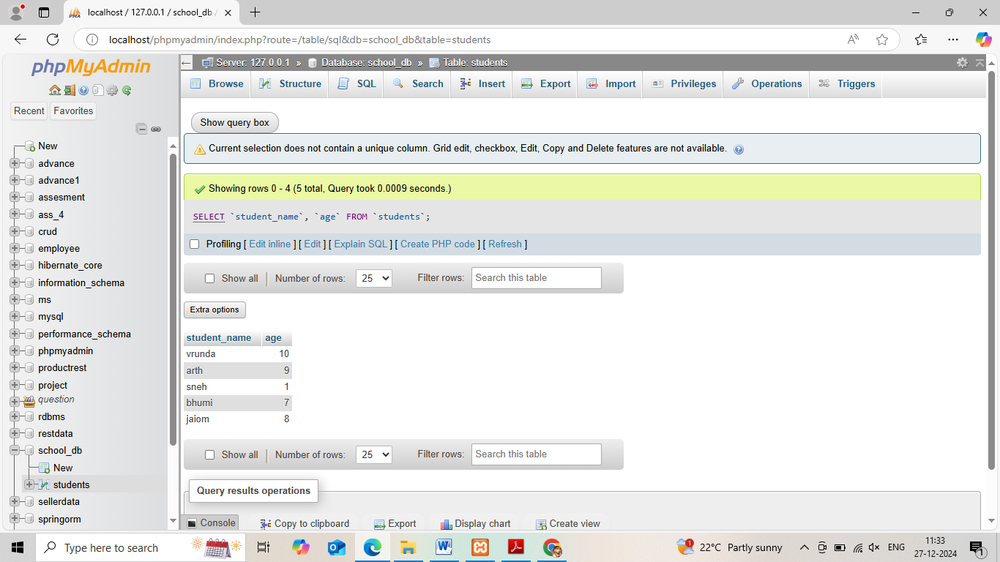 localhost / 127.0.0.1 / school_db /
localhost/phpmyadmin/index.php?route=/table/sql&db=school_db&table=students
phpMyAdmin
Recent
Favorites
New
advance
advance1
assesment
ass_4
crud
employee
hibernate_core
information_schema
ms
mysql
performance_schema
phpmyadmin
productrest
project
question
rdbms
restdata
school_db
New
students
sellerdata
springorm
Server: 127.0.0.1 » Database: school_db » Table: students
Browse Structure SQL Search Insert Export Import Privileges Operations Triggers
Show query box
Current selection does not contain a unique column. Grid edit, checkbox, Edit, Copy and Delete features are not available.
Showing rows 0 - 4 (5 total, Query took 0.0009 seconds.)
SELECT `student_name`, `age` FROM `students`;
Profiling [ Edit inline ] [ Edit ] [ Explain SQL ] [ Create PHP code ] [ Refresh ]
Show all | Number of rows: 25 Filter rows: Search this table
Extra options
student_name age
vrunda 10
arth 9
sneh 1
bhumi 7
jaiom 8
Show all | Number of rows: 25 Filter rows: Search this table
Query results operations
Console Copy to clipboard Export Display chart Create view
Type here to search
1 22°C Partly sunny ENG 11:33
27-12-2024 1